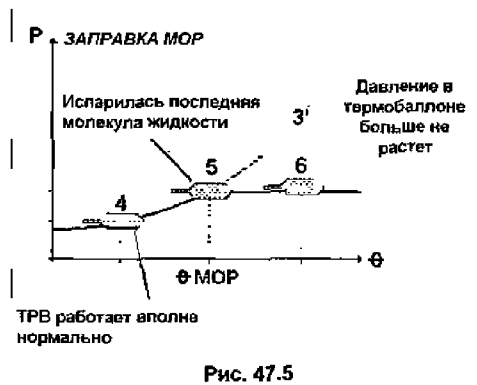 P
ЗАПРАВКА МОР
Испарилась последняя
молекула жидкости
Давление в
термобаллоне
больше не
растет
3'
4
5
6
θ МОР
θ
ТРВ работает аполне
нормально
Рис. 47.5